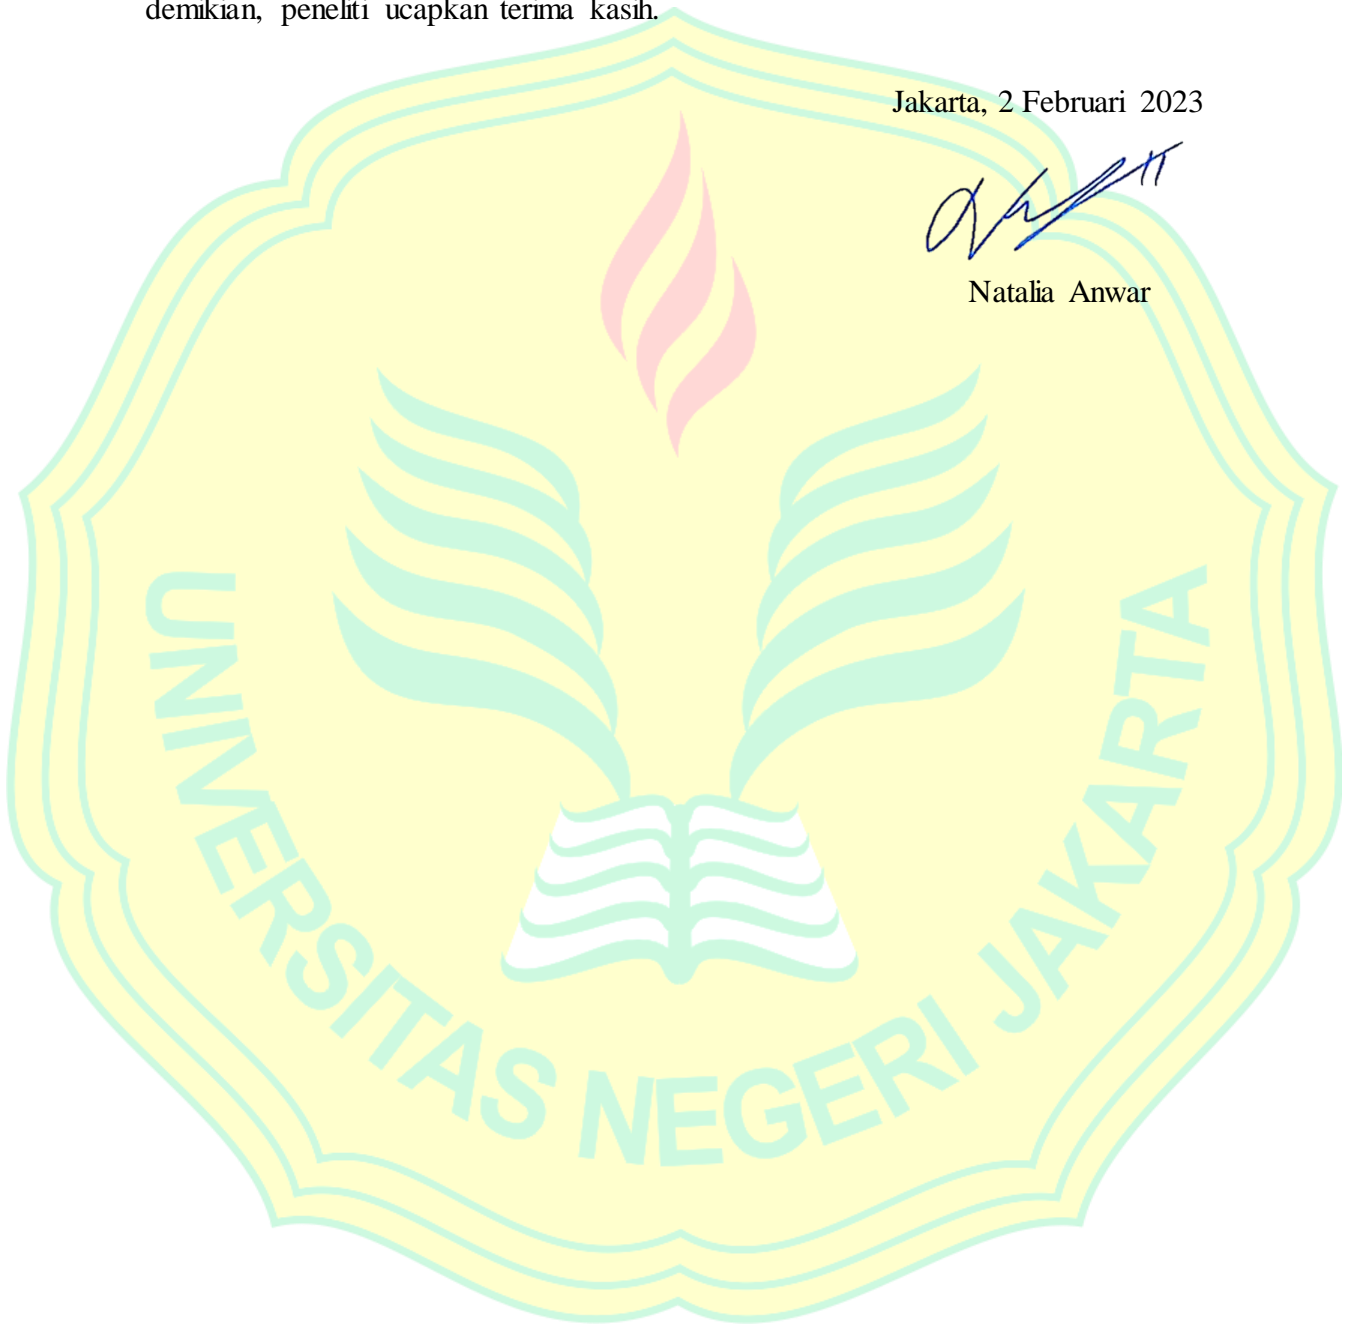 demikian, peneliti ucapkan terima kasih.
Jakarta, 2 Februari 2023
Natalia Anwar
UNIVERSITAS NEGERI JAKARTA